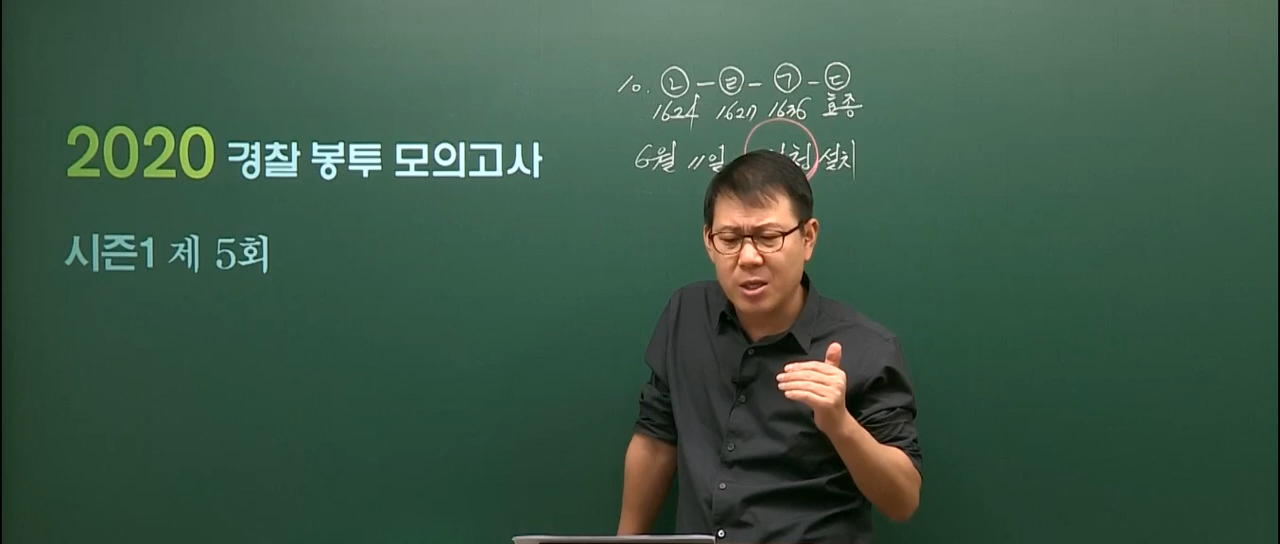 2020 경찰 봉투 모의고사
시즌1 제 5회
10. ㉡ - ㉣ - ㉠ - ㉢
1624 1627 1636 효종
6월 11일 설치